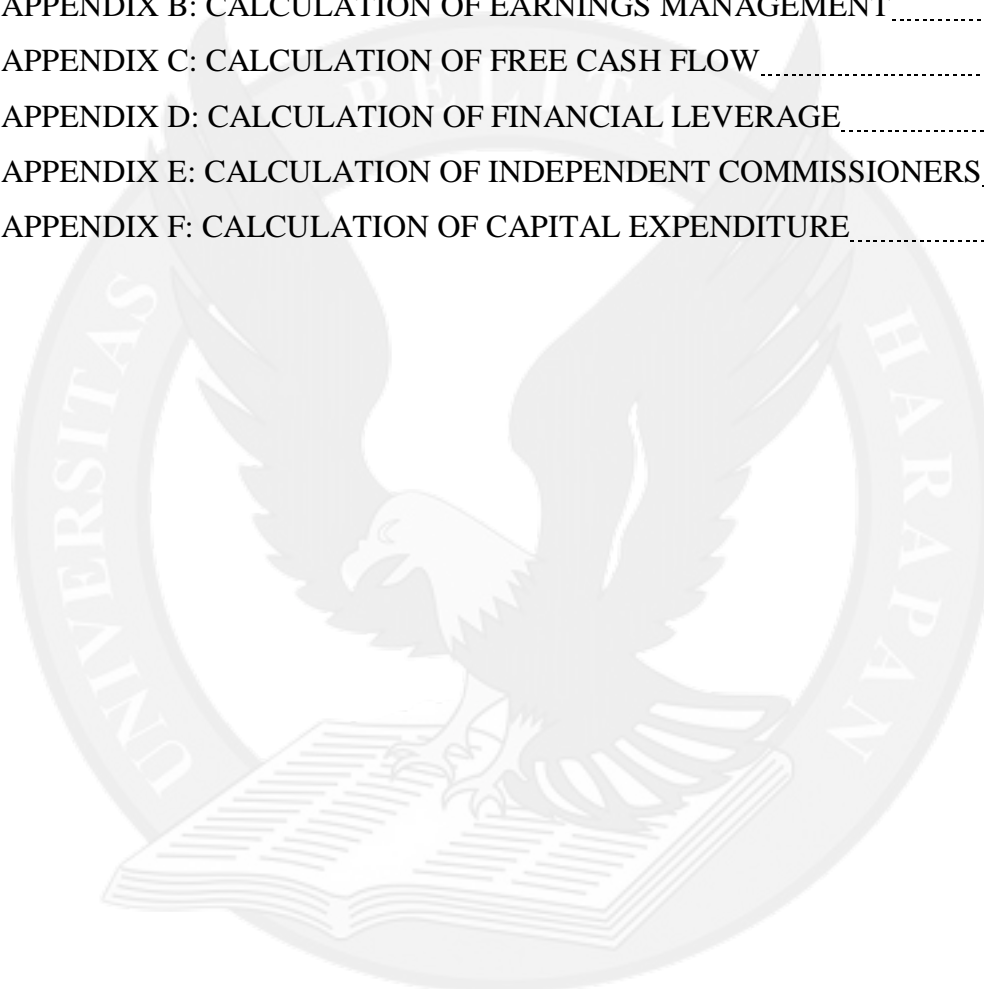 APPENDIX B: CALCULATION OF EARNINGS MANAGEMENT
APPENDIX C: CALCULATION OF FREE CASH FLOW
APPENDIX D: CALCULATION OF FINANCIAL LEVERAGE
APPENDIX E: CALCULATION OF INDEPENDENT COMMISSIONERS
APPENDIX F: CALCULATION OF CAPITAL EXPENDITURE
UNIVERSITAS PELITA HARAPAN